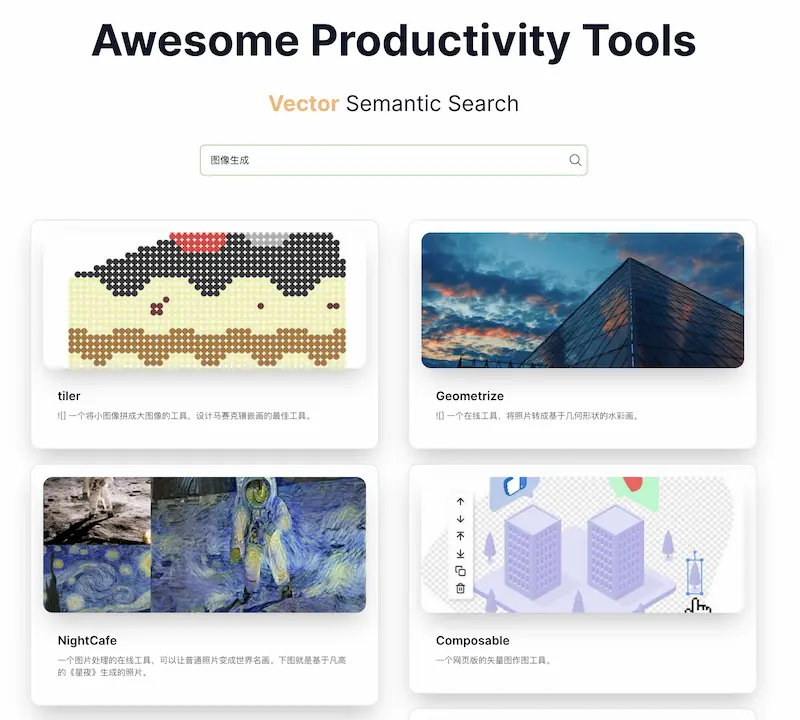 Awesome Productivity Tools
Vector Semantic Search
图像生成
tiler
![] 一个将小图像拼成大图像的工具，设计马赛克镶嵌画的最佳工具。
Geometrize
![] 一个在线工具，将照片转成基于几何形状的水彩画。
NightCafe
一个图片处理的在线工具，可以让普通照片变成世界名画。下图就是基于凡高
的《星夜》生成的照片。
Composable
一个网页版的矢量图作图工具。